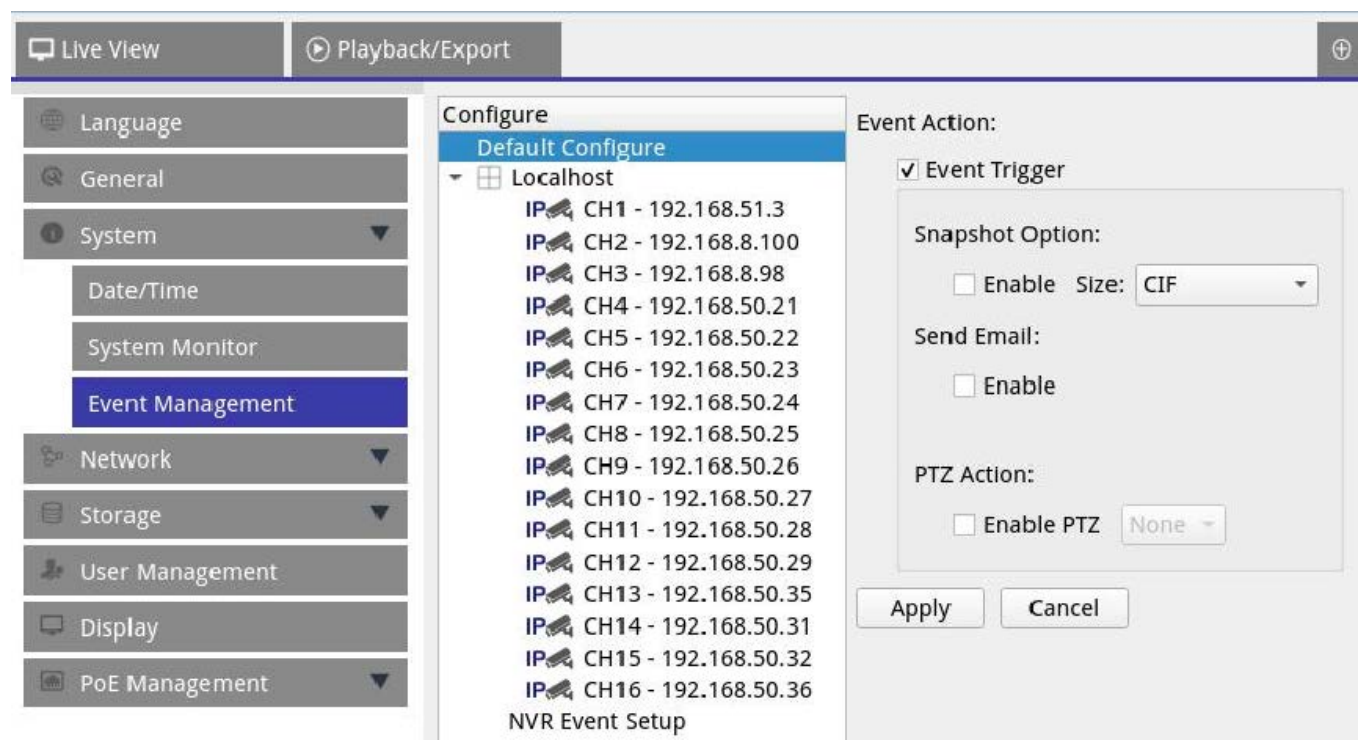 Live View
Playback/Export
Language
General
System
Date/Time
System Monitor
Event Management
Network
Storage
User Management
Display
PoE Management
Configure
Default Configure
Localhost
IP CH1 - 192.168.51.3
IP CH2 - 192.168.8.100
IP CH3 - 192.168.8.98
IP CH4 - 192.168.50.21
IP CH5 - 192.168.50.22
IP CH6 - 192.168.50.23
IP CH7 - 192.168.50.24
IP CH8 - 192.168.50.25
IP CH9 - 192.168.50.26
IP CH10 - 192.168.50.27
IP CH11 - 192.168.50.28
IP CH12 - 192.168.50.29
IP CH13 - 192.168.50.35
IP CH14 - 192.168.50.31
IP CH15 - 192.168.50.32
IP CH16 - 192.168.50.36
NVR Event Setup
Event Action:
Event Trigger
Snapshot Option:
Enable Size: CIF
Send Email:
Enable
PTZ Action:
Enable PTZ None
Apply Cancel